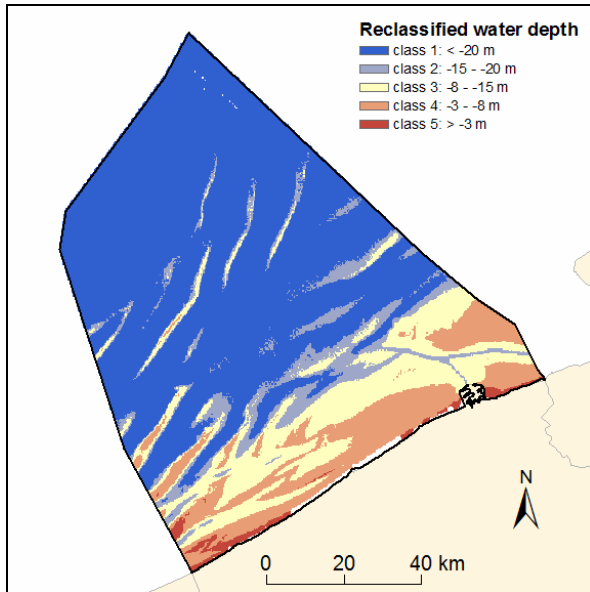 Reclassified water depth
class 1: < -20 m
class 2: -15 - -20 m
class 3: -8 - -15 m
class 4: -3 - -8 m
class 5: > -3 m
N
0 20 40 km